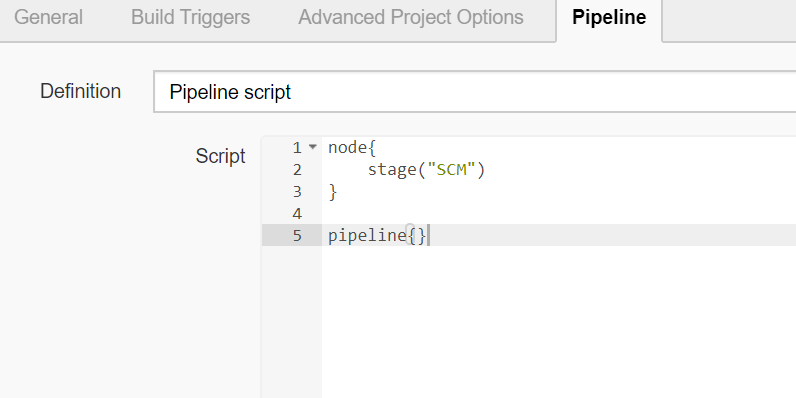 General Build Triggers Advanced Project Options Pipeline
Definition Pipeline script
Script
1 node{
2     stage("SCM")
3 }
4
5 pipeline{}